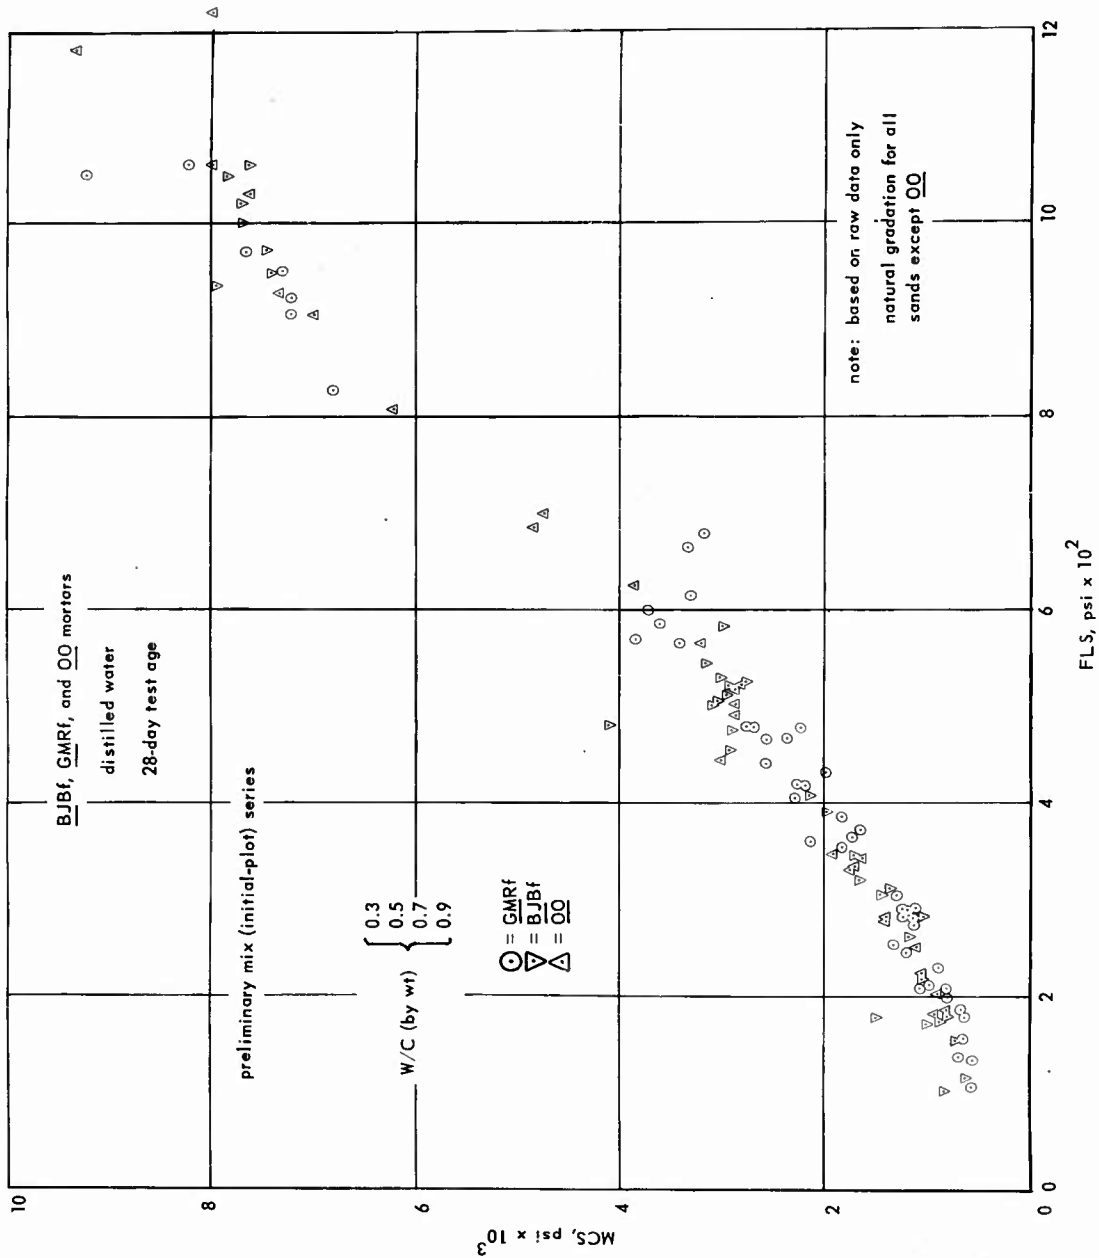 BJBf, GMRf, and OO mortars
distilled water
28-day test age
preliminary mix (initial-plot) series
W/C (by wt) { 0.3
0.5
0.7
0.9
⊙ = GMRf
= BJBf
= OO
note: based on raw data only
natural gradation for all
sands except OO
MCS, psi x 10³
10
8
6
4
2
0
0
2
4
6
8
10
12
FLS, psi x 10²